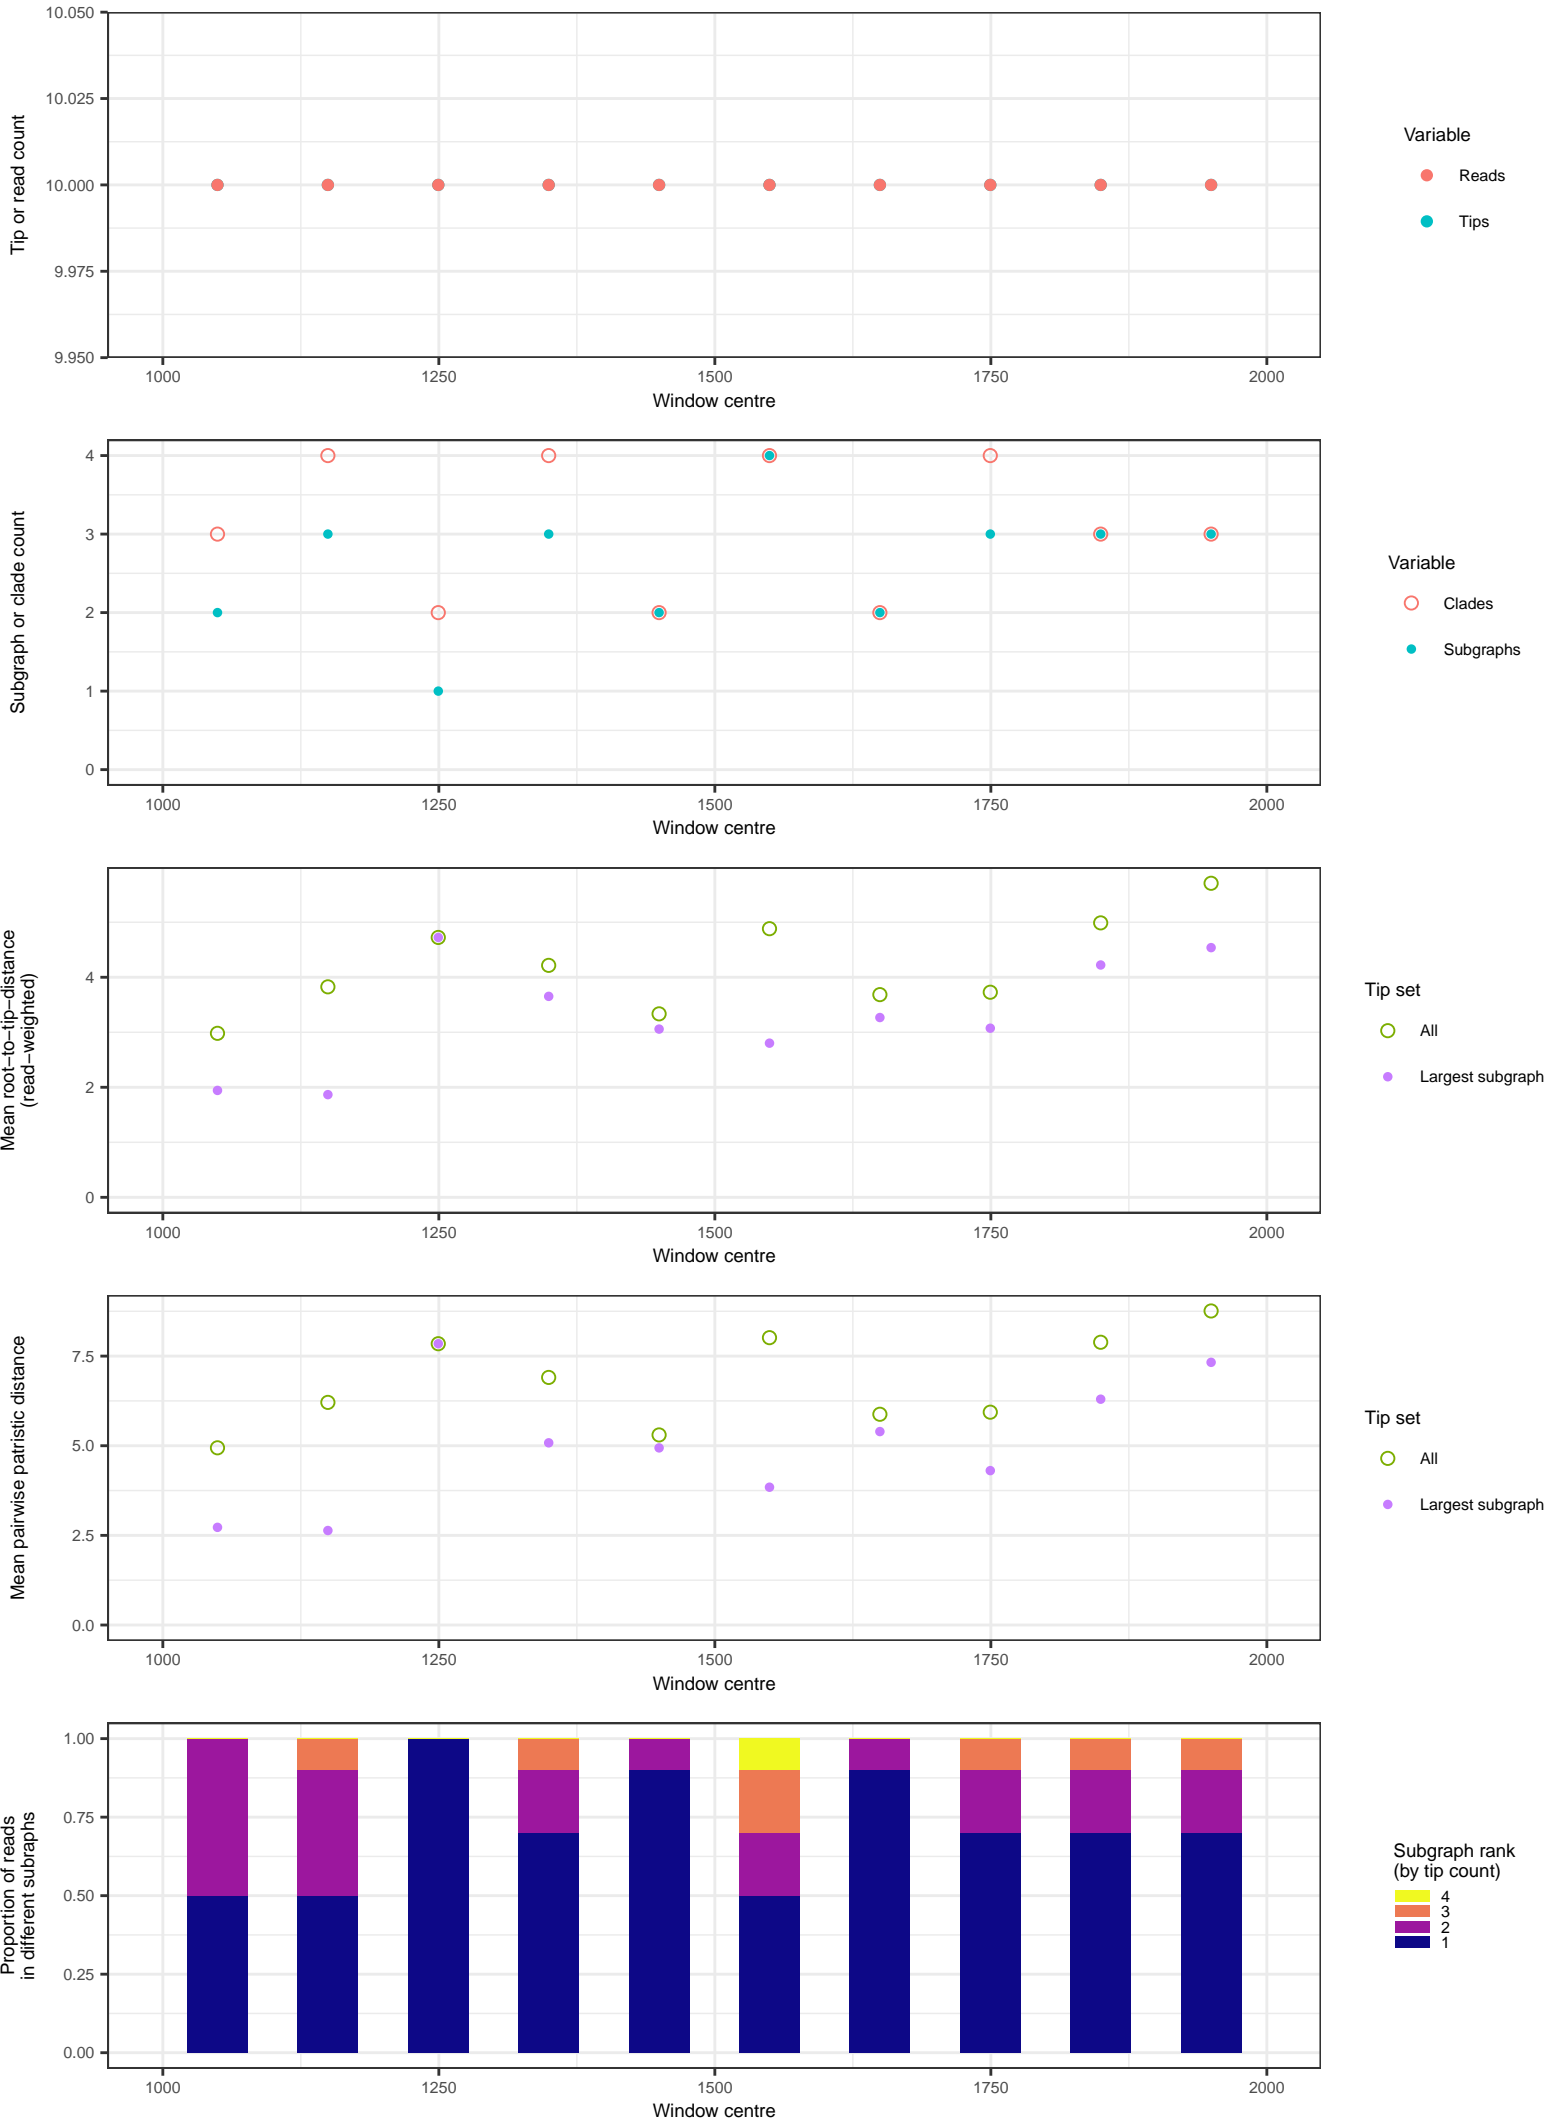 10.050
10.025
10.000
9.975
9.950
Tip or read count
1000 1250 1500 1750 2000
Window centre
Variable
Reads
Tips
4
3
2
1
0
Subgraph or clade count
1000 1250 1500 1750 2000
Window centre
Variable
Clades
Subgraphs
4
2
0
Mean root−to−tip−distance
(read−weighted)
1000 1250 1500 1750 2000
Window centre
Tip set
All
Largest subgraph
7.5
5.0
2.5
0.0
Mean pairwise patristic distance
1000 1250 1500 1750 2000
Window centre
Tip set
All
Largest subgraph
1.00
0.75
0.50
0.25
0.00
Proportion of reads
in different subraphs
1000 1250 1500 1750 2000
Window centre
Subgraph rank
(by tip count)
4
3
2
1